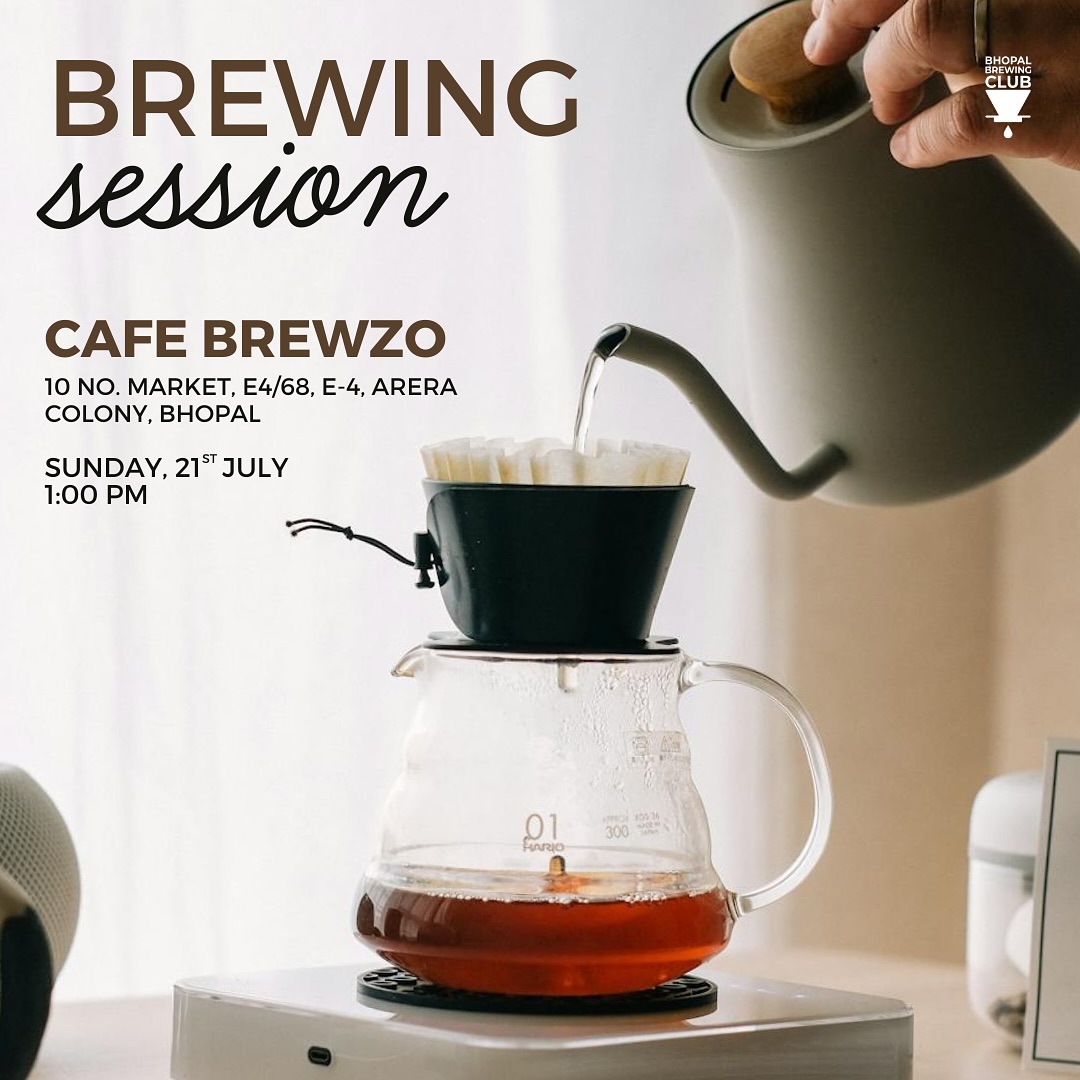 BREWING
session
BHOPAL
BREWING
CLUB
CAFE BREWZO
10 NO. MARKET, E4/68, E-4, ARERA
COLONY, BHOPAL
SUNDAY, 21ST JULY
1:00 PM
01
HARIO
300